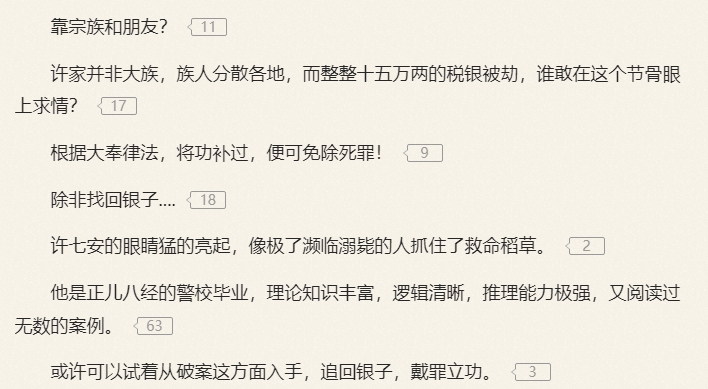 靠宗族和朋友？ 11
许家并非大族，族人分散各地，而整整十五万两的税银被劫，谁敢在这个节骨眼
上求情？ 17
根据大奉律法，将功补过，便可免除死罪！ 9
除非找回银子.... 18
许七安的眼睛猛的亮起，像极了濒临溺毙的人抓住了救命稻草。 2
他是正儿八经的警校毕业，理论知识丰富，逻辑清晰，推理能力极强，又阅读过
无数的案例。 63
或许可以试着从破案这方面入手，追回银子，戴罪立功。 3